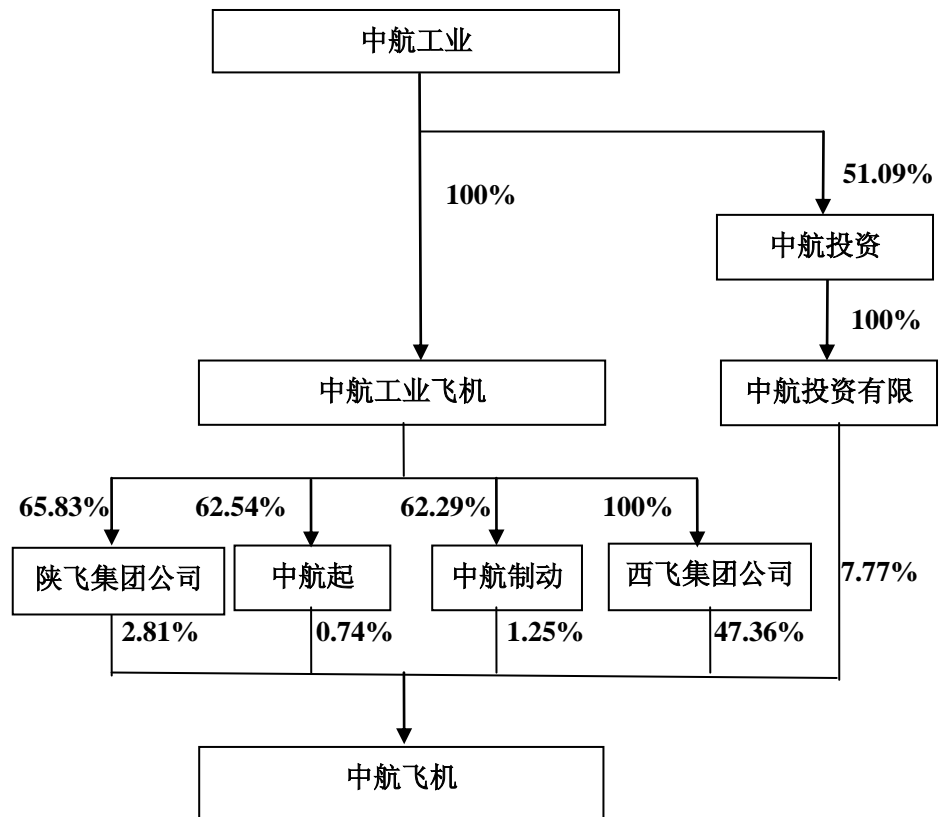 中航工业
100%
51.09%
中航投资
100%
中航工业飞机
中航投资有限
65.83%
62.54%
62.29%
100%
陕飞集团公司
中航起
中航制动
西飞集团公司
7.77%
2.81%
0.74%
1.25%
47.36%
中航飞机